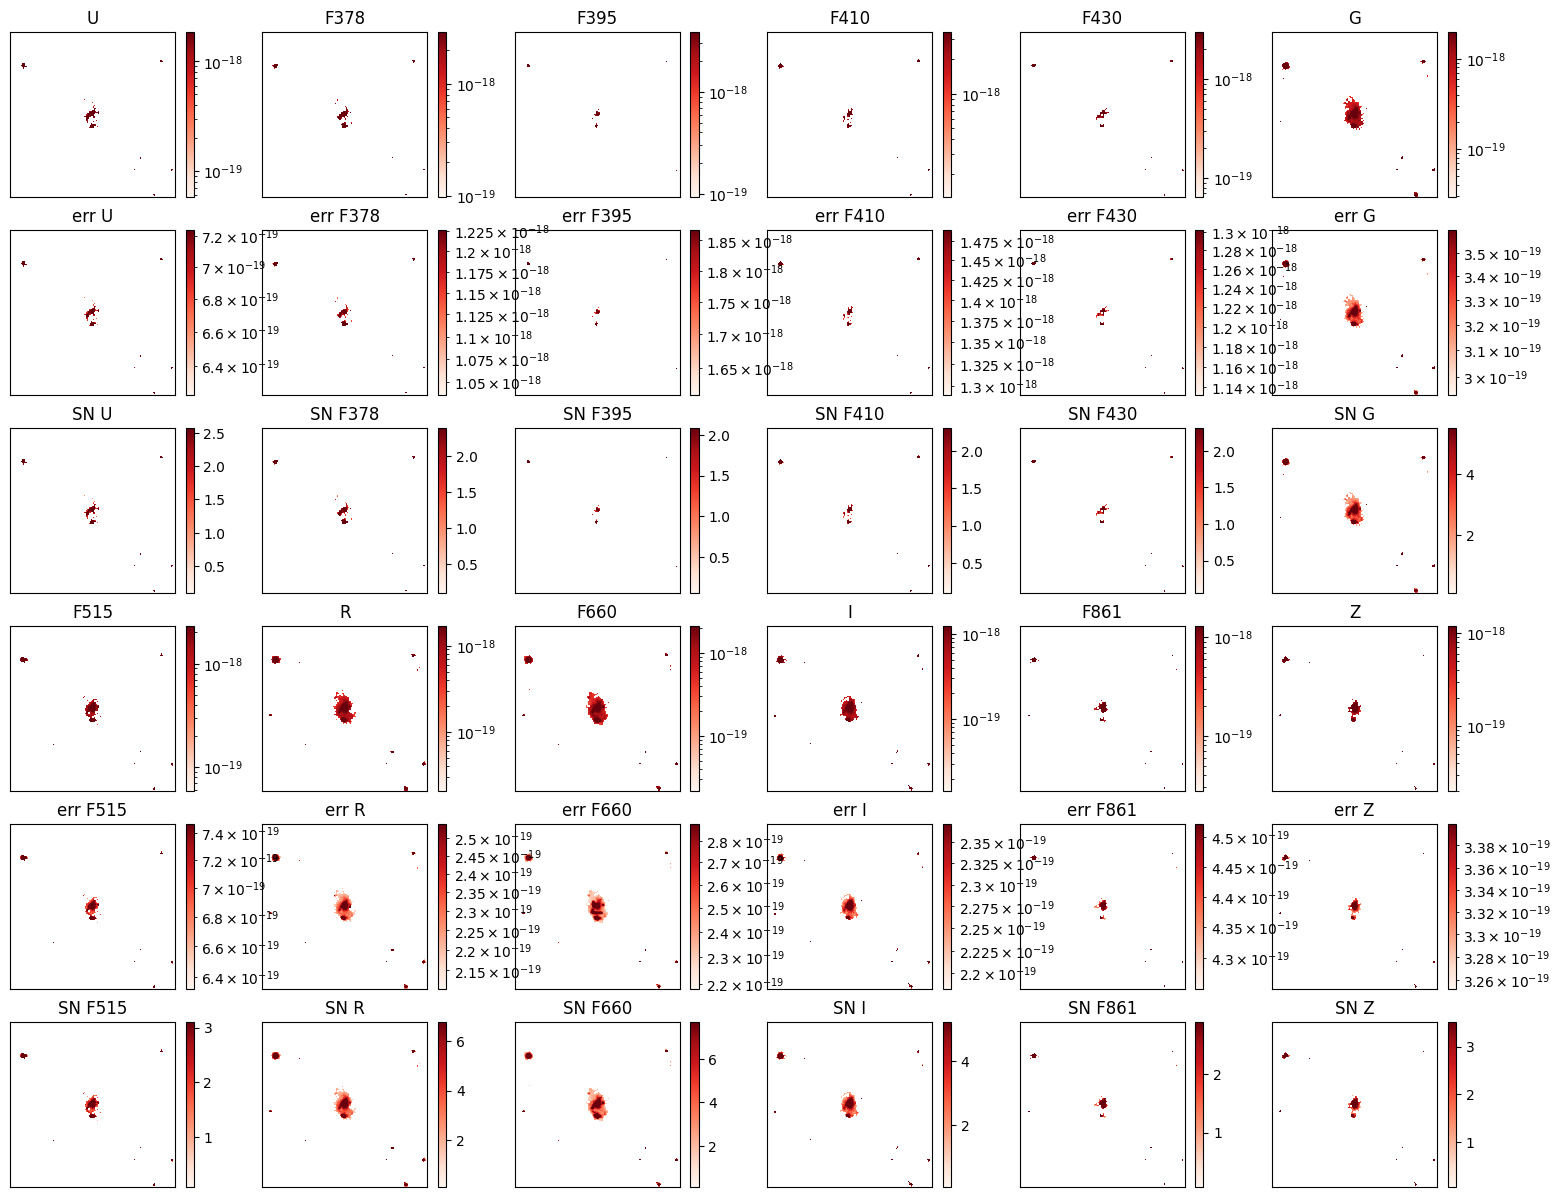 U
10⁻¹⁸
10⁻¹⁹
F378
10⁻¹⁸
10⁻¹⁹
F395
10⁻¹⁸
10⁻¹⁹
F410
10⁻¹⁸
F430
10⁻¹⁸
10⁻¹⁹
G
10⁻¹⁸
10⁻¹⁹
err U
7.2 × 10⁻¹⁹
7 × 10⁻¹⁹
6.8 × 10⁻¹⁹
6.6 × 10⁻¹⁹
6.4 × 10⁻¹⁹
err F378
1.225 × 10⁻¹⁸
1.2 × 10⁻¹⁸
1.175 × 10⁻¹⁸
1.15 × 10⁻¹⁸
1.125 × 10⁻¹⁸
1.1 × 10⁻¹⁸
1.075 × 10⁻¹⁸
1.05 × 10⁻¹⁸
err F395
1.85 × 10⁻¹⁸
1.8 × 10⁻¹⁸
1.75 × 10⁻¹⁸
1.7 × 10⁻¹⁸
1.65 × 10⁻¹⁸
err F410
1.475 × 10⁻¹⁸
1.45 × 10⁻¹⁸
1.425 × 10⁻¹⁸
1.4 × 10⁻¹⁸
1.375 × 10⁻¹⁸
1.35 × 10⁻¹⁸
1.325 × 10⁻¹⁸
1.3 × 10⁻¹⁸
err F430
1.3 × 10⁻¹⁸
1.28 × 10⁻¹⁸
1.26 × 10⁻¹⁸
1.24 × 10⁻¹⁸
1.22 × 10⁻¹⁸
1.2 × 10⁻¹⁸
1.18 × 10⁻¹⁸
1.16 × 10⁻¹⁸
1.14 × 10⁻¹⁸
err G
3.5 × 10⁻¹⁹
3.4 × 10⁻¹⁹
3.3 × 10⁻¹⁹
3.2 × 10⁻¹⁹
3.1 × 10⁻¹⁹
3 × 10⁻¹⁹
SN U
2.5
2.0
1.5
1.0
0.5
SN F378
2.0
1.5
1.0
0.5
SN F395
2.0
1.5
1.0
0.5
SN F410
2.0
1.5
1.0
0.5
SN F430
2.0
1.5
1.0
0.5
SN G
4
2
F515
10⁻¹⁸
10⁻¹⁹
R
10⁻¹⁸
10⁻¹⁹
F660
10⁻¹⁸
10⁻¹⁹
I
10⁻¹⁸
10⁻¹⁹
F861
10⁻¹⁸
10⁻¹⁹
Z
10⁻¹⁸
10⁻¹⁹
err F515
7.4 × 10⁻¹⁹
7.2 × 10⁻¹⁹
7 × 10⁻¹⁹
6.8 × 10⁻¹⁹
6.6 × 10⁻¹⁹
6.4 × 10⁻¹⁹
err R
2.5 × 10⁻¹⁹
2.45 × 10⁻¹⁹
2.4 × 10⁻¹⁹
2.35 × 10⁻¹⁹
2.3 × 10⁻¹⁹
2.25 × 10⁻¹⁹
2.2 × 10⁻¹⁹
2.15 × 10⁻¹⁹
err F660
2.8 × 10⁻¹⁹
2.7 × 10⁻¹⁹
2.6 × 10⁻¹⁹
2.5 × 10⁻¹⁹
2.4 × 10⁻¹⁹
2.3 × 10⁻¹⁹
2.2 × 10⁻¹⁹
err I
2.35 × 10⁻¹⁹
2.325 × 10⁻¹⁹
2.3 × 10⁻¹⁹
2.275 × 10⁻¹⁹
2.25 × 10⁻¹⁹
2.225 × 10⁻¹⁹
2.2 × 10⁻¹⁹
err F861
4.5 × 10⁻¹⁹
4.45 × 10⁻¹⁹
4.4 × 10⁻¹⁹
4.35 × 10⁻¹⁹
4.3 × 10⁻¹⁹
err Z
3.38 × 10⁻¹⁹
3.36 × 10⁻¹⁹
3.34 × 10⁻¹⁹
3.32 × 10⁻¹⁹
3.3 × 10⁻¹⁹
3.28 × 10⁻¹⁹
3.26 × 10⁻¹⁹
SN F515
3
2
1
SN R
6
4
2
SN F660
6
4
2
SN I
4
2
SN F861
2
1
SN Z
3
2
1